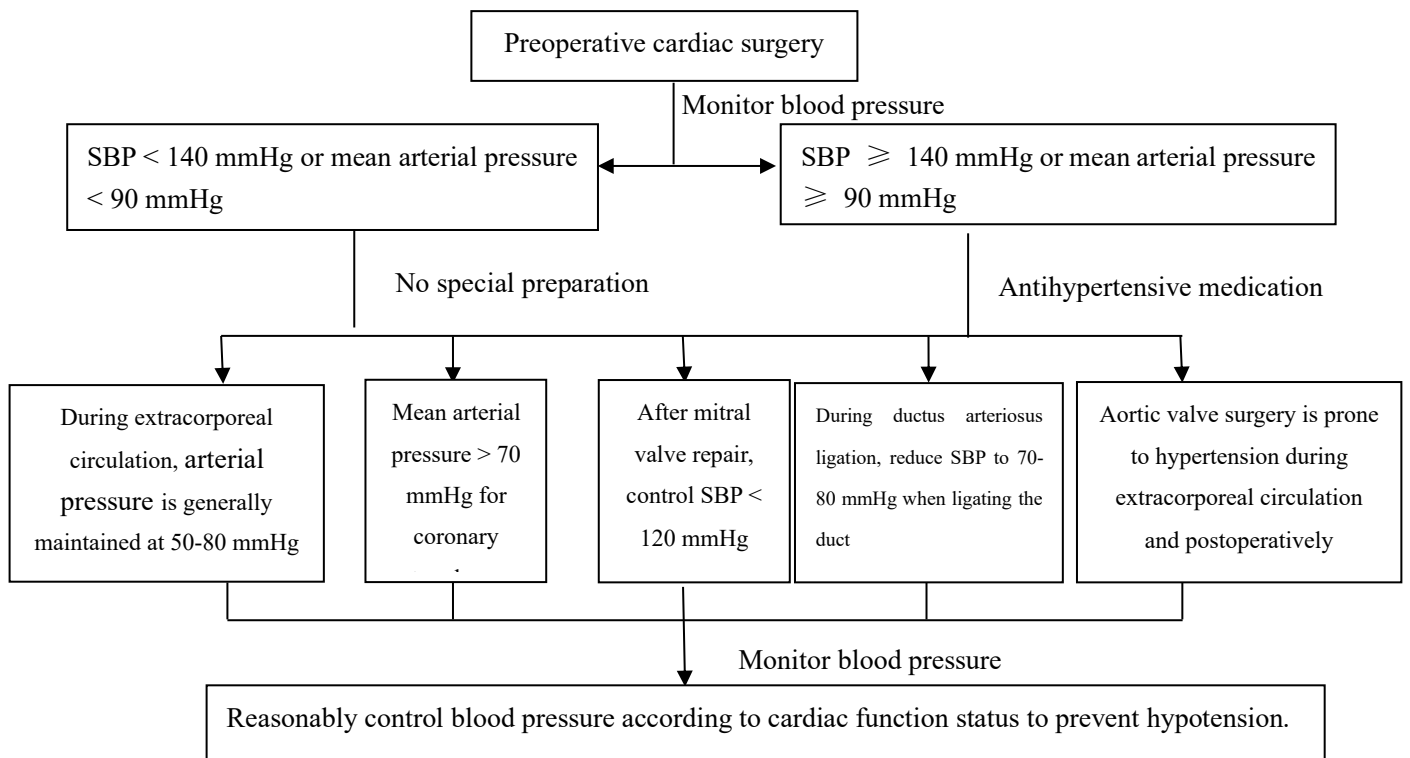 Preoperative cardiac surgery
Monitor blood pressure
SBP < 140 mmHg or mean arterial pressure
< 90 mmHg
SBP ≥ 140 mmHg or mean arterial pressure
≥ 90 mmHg
No special preparation
Antihypertensive medication
During extracorporeal
circulation, arterial
pressure is generally
maintained at 50-80 mmHg
Mean arterial
pressure > 70
mmHg for
coronary
After mitral
valve repair,
control SBP <
120 mmHg
During ductus arteriosus
ligation, reduce SBP to 70-
80 mmHg when ligating the
duct
Aortic valve surgery is prone
to hypertension during
extracorporeal circulation
and postoperatively
Monitor blood pressure
Reasonably control blood pressure according to cardiac function status to prevent hypotension.